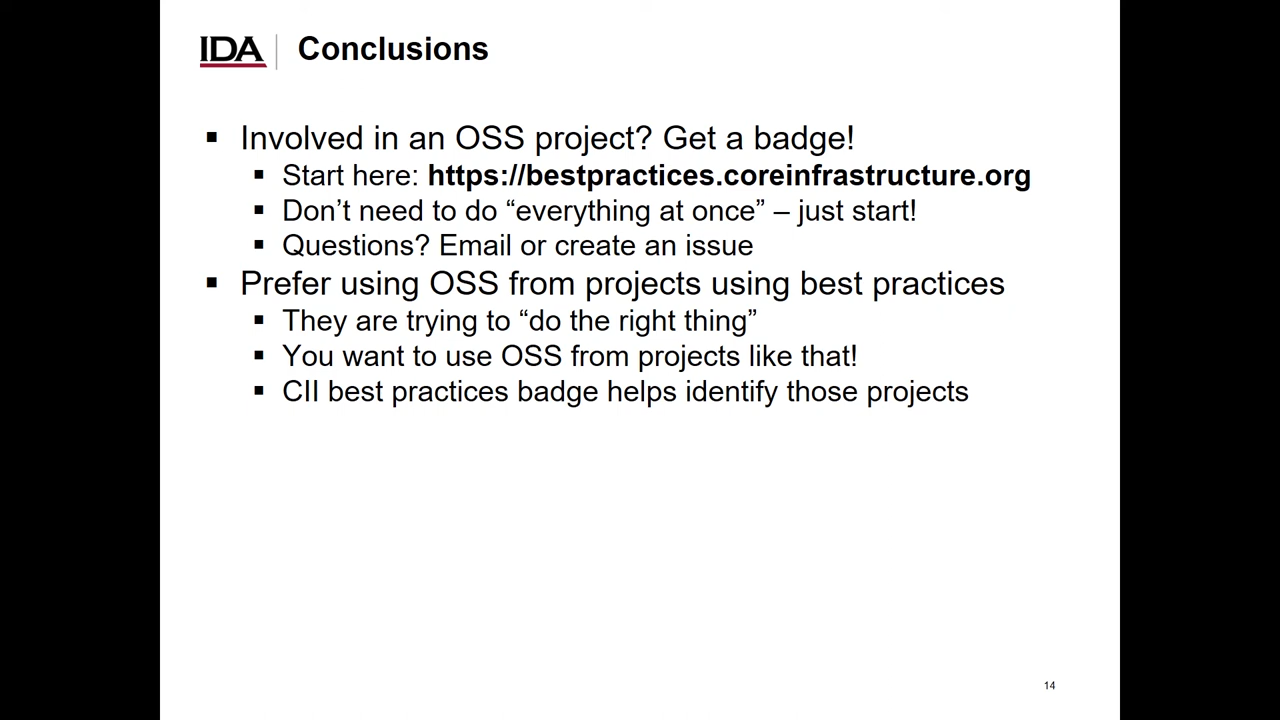 IDA
Conclusions
▪ Involved in an OSS project? Get a badge!
▪ Start here: https://bestpractices.coreinfrastructure.org
▪ Don’t need to do “everything at once” – just start!
▪ Questions? Email or create an issue
▪ Prefer using OSS from projects using best practices
▪ They are trying to “do the right thing”
▪ You want to use OSS from projects like that!
▪ CII best practices badge helps identify those projects
14